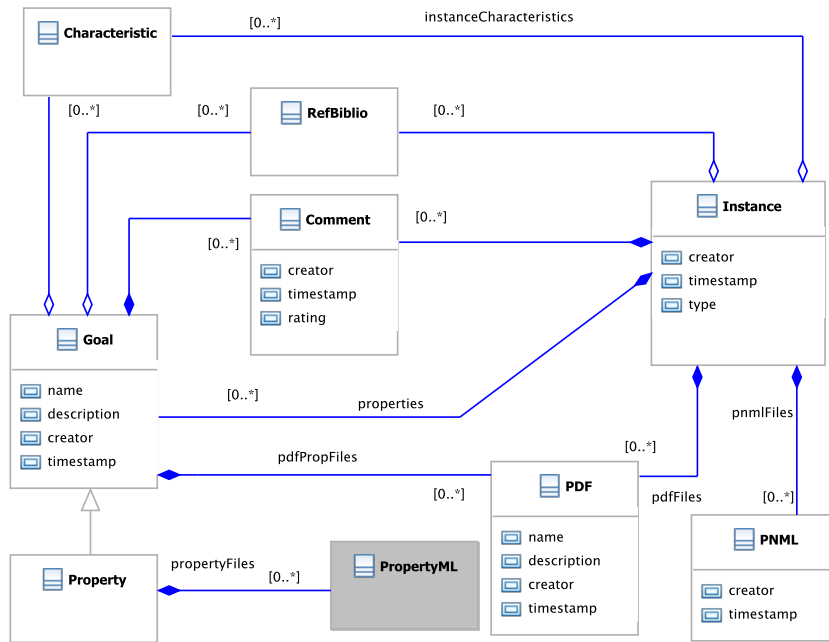 instanceCharacteristics
[0..*]
Characteristic
[0..*]
[0..*]
[0..*]
RefBiblio
Instance
creator
timestamp
type
Comment
creator
timestamp
rating
[0..*]
[0..*]
Goal
name
description
creator
timestamp
[0..*]
properties
pnmlFiles
pdfPropFiles
[0..*]
[0..*]
pdfFiles
[0..*]
PDF
name
description
creator
timestamp
PNML
creator
timestamp
Property
propertyFiles
[0..*]
PropertyML